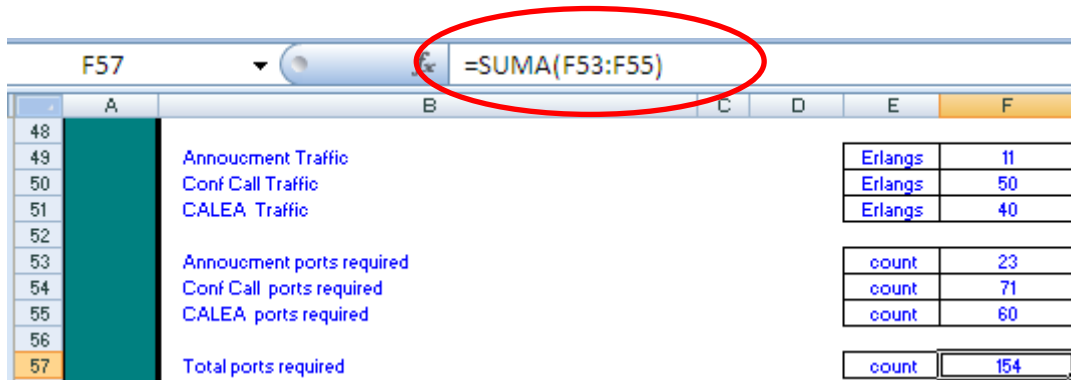 F57 fx =SUMA(F53:F55)
A B C D E F
48
49 Annoucment Traffic Erlangs 11
50 Conf Call Traffic Erlangs 50
51 CALEA Traffic Erlangs 40
52
53 Annoucment ports required count 23
54 Conf Call ports required count 71
55 CALEA ports required count 60
56
57 Total ports required count 154